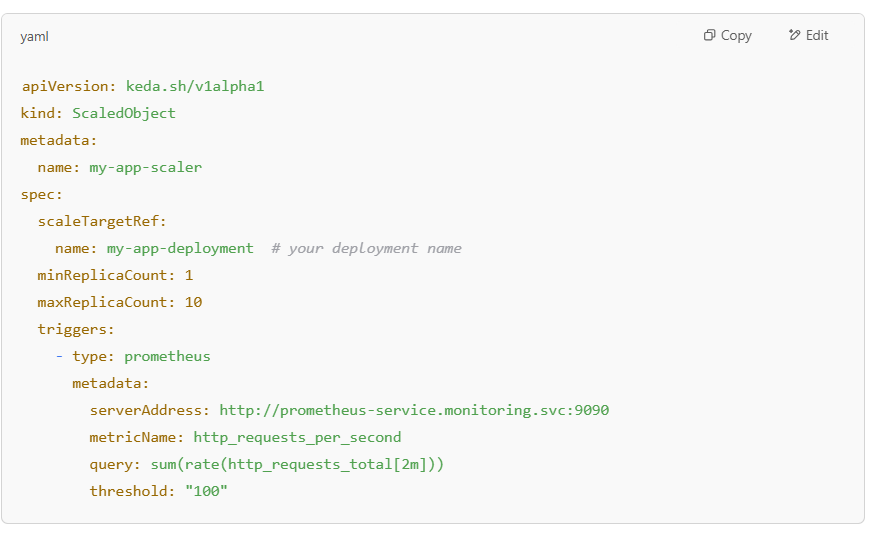 yaml
Copy
Edit
apiVersion: keda.sh/v1alpha1
kind: ScaledObject
metadata:
  name: my-app-scaler
spec:
  scaleTargetRef:
    name: my-app-deployment  # your deployment name
  minReplicaCount: 1
  maxReplicaCount: 10
  triggers:
    - type: prometheus
      metadata:
        serverAddress: http://prometheus-service.monitoring.svc:9090
        metricName: http_requests_per_second
        query: sum(rate(http_requests_total[2m]))
        threshold: "100"